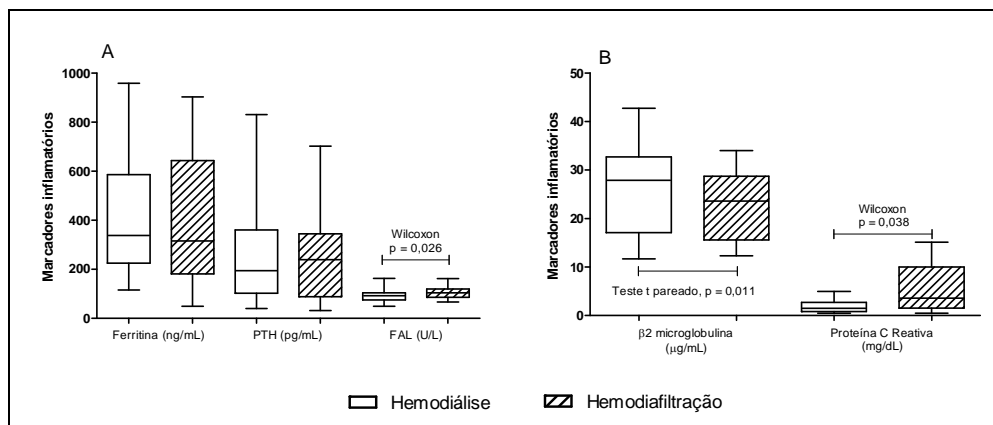 A
Marcadores inflamatórios
1000
800
600
400
200
0
Wilcoxon
p = 0,026
Ferritina (ng/mL)
PTH (pg/mL)
FAL (U/L)
B
Marcadores inflamatórios
50
40
30
20
10
0
Wilcoxon
p = 0,038
Teste t pareado, p = 0,011
β2 microglobulina
(μg/mL)
Proteína C Reativa
(mg/dL)
Hemodiálise
Hemodiafiltração